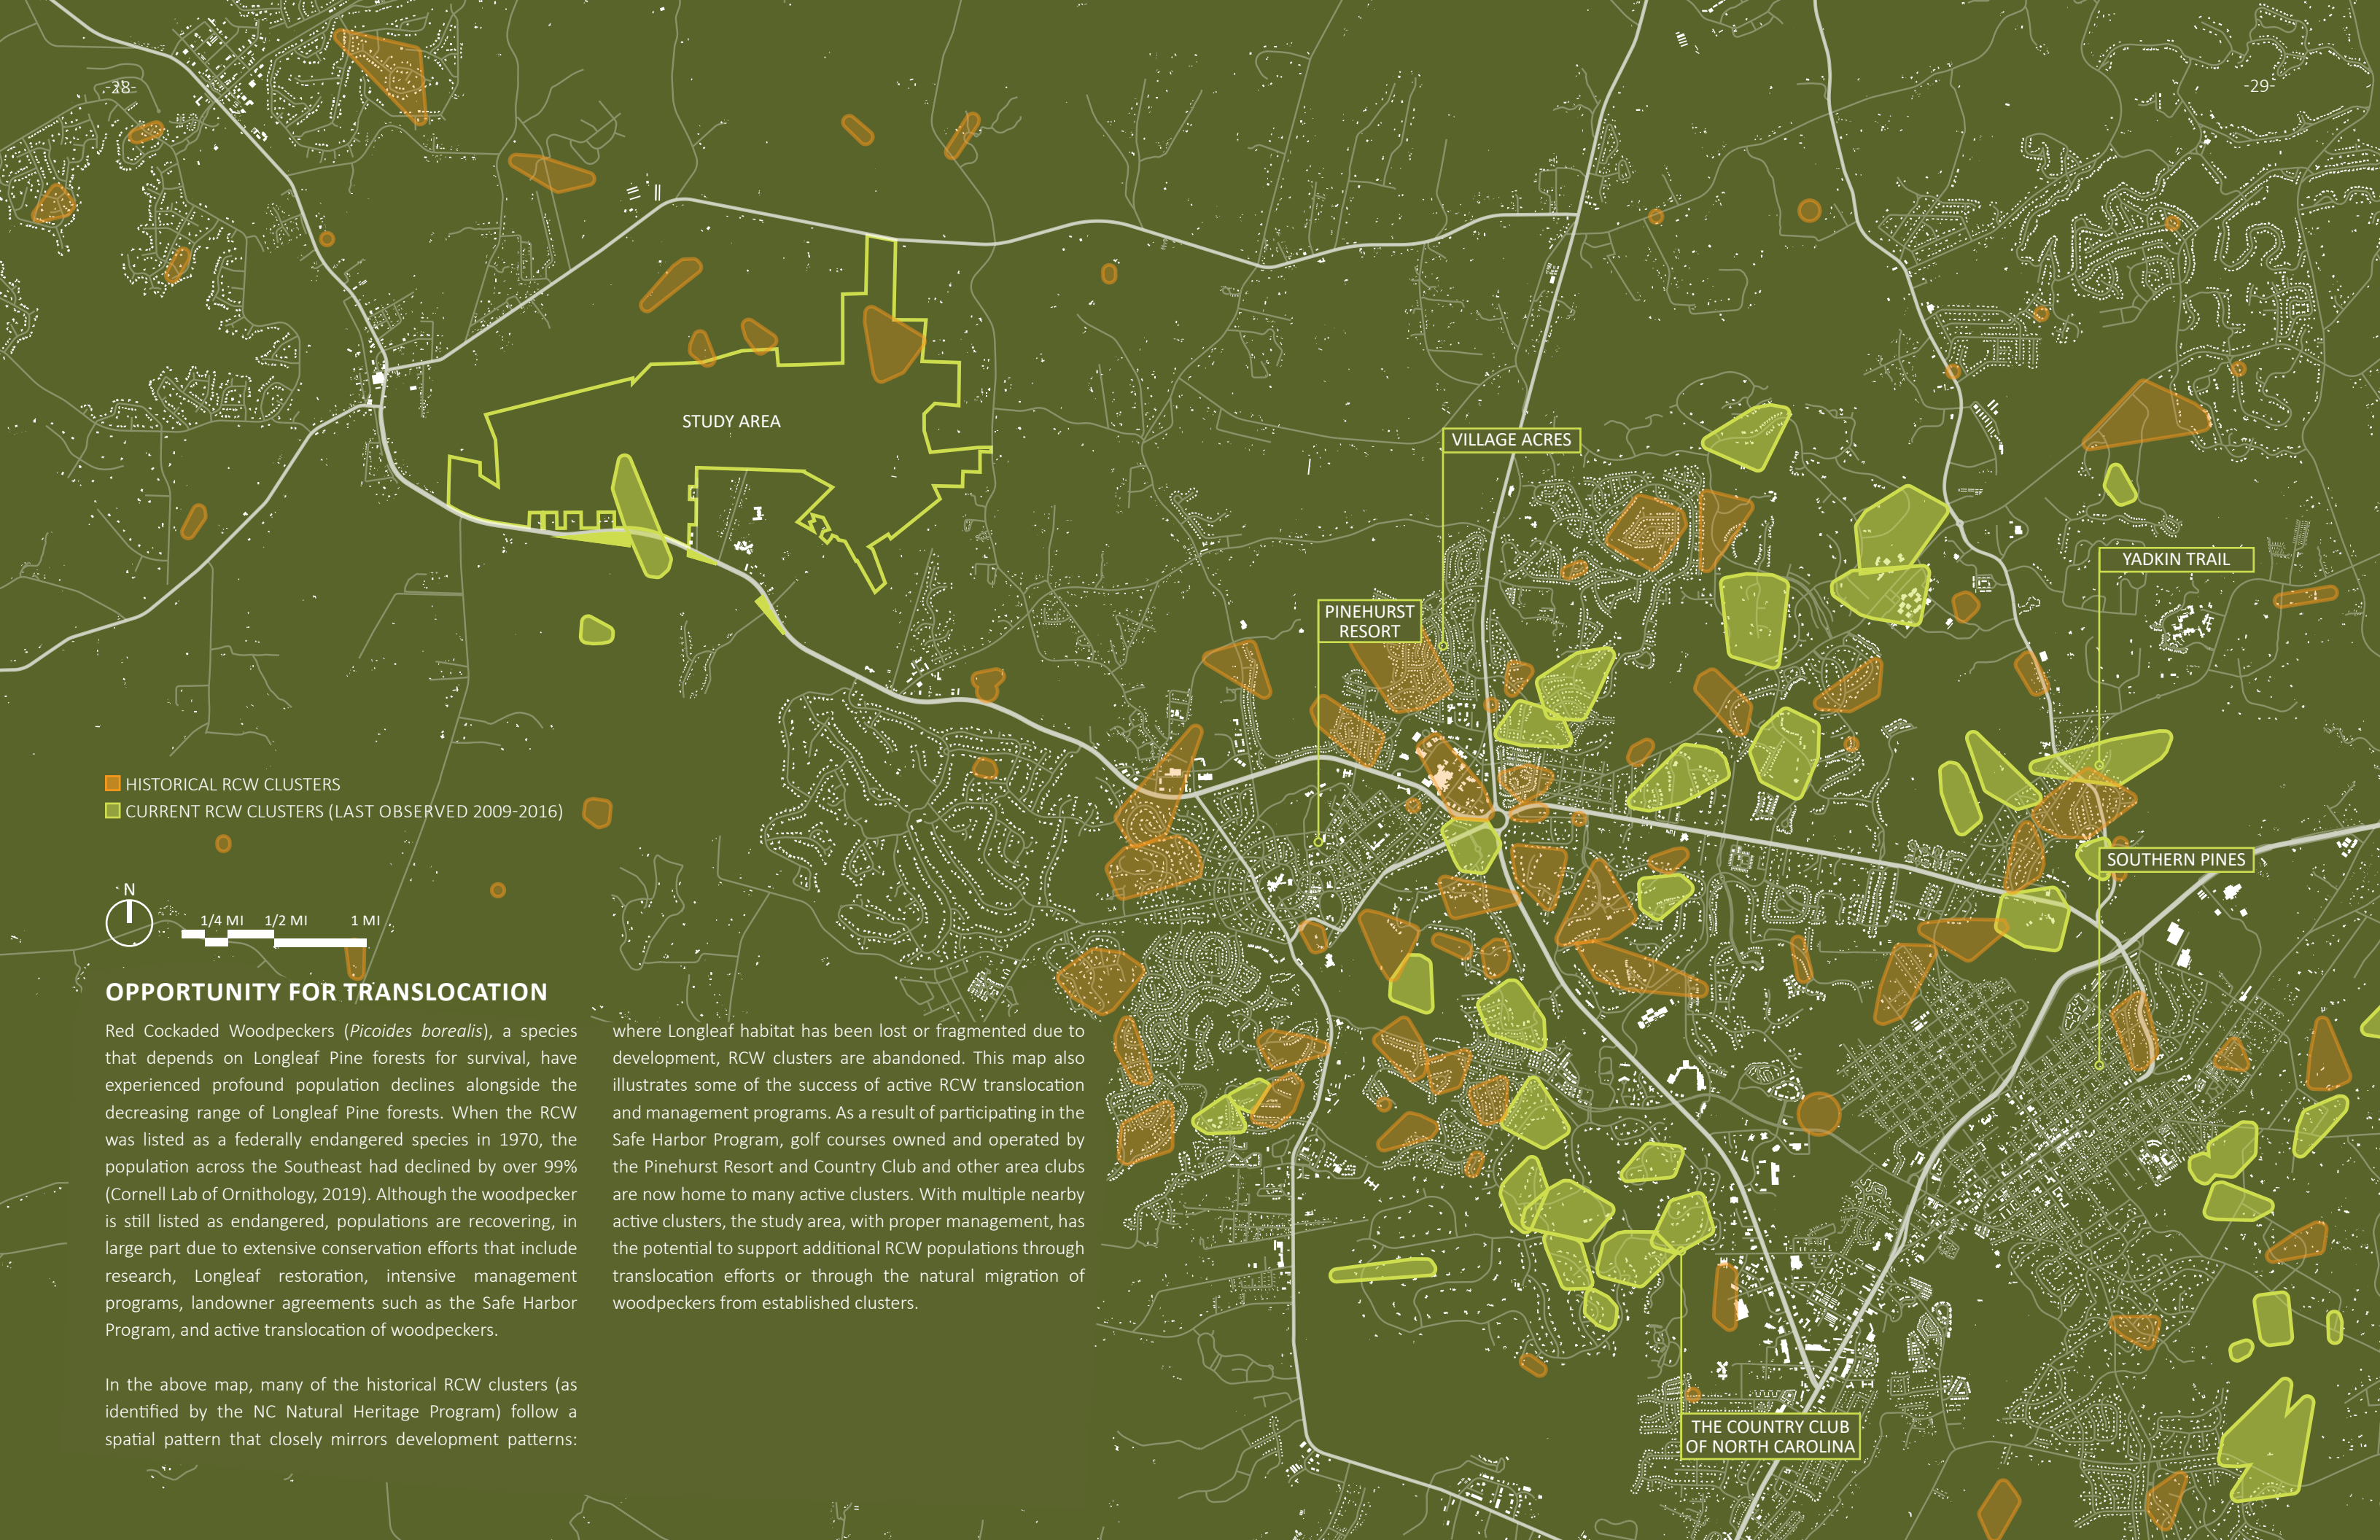 -28-
-29-
STUDY AREA
VILLAGE ACRES
YADKIN TRAIL
PINEHURST
RESORT
HISTORICAL RCW CLUSTERS
CURRENT RCW CLUSTERS (LAST OBSERVED 2009-2016)
SOUTHERN PINES
N
1/4 MI 1/2 MI 1 MI
OPPORTUNITY FOR TRANSLOCATION
Red Cockaded Woodpeckers (Picoides borealis), a species
that depends on Longleaf Pine forests for survival, have
experienced profound population declines alongside the
decreasing range of Longleaf Pine forests. When the RCW
was listed as a federally endangered species in 1970, the
population across the Southeast had declined by over 99%
(Cornell Lab of Ornithology, 2019). Although the woodpecker
is still listed as endangered, populations are recovering, in
large part due to extensive conservation efforts that include
research, Longleaf restoration, intensive management
programs, landowner agreements such as the Safe Harbor
Program, and active translocation of woodpeckers.
In the above map, many of the historical RCW clusters (as
identified by the NC Natural Heritage Program) follow a
spatial pattern that closely mirrors development patterns:
where Longleaf habitat has been lost or fragmented due to
development, RCW clusters are abandoned. This map also
illustrates some of the success of active RCW translocation
and management programs. As a result of participating in the
Safe Harbor Program, golf courses owned and operated by
the Pinehurst Resort and Country Club and other area clubs
are now home to many active clusters. With multiple nearby
active clusters, the study area, with proper management, has
the potential to support additional RCW populations through
translocation efforts or through the natural migration of
woodpeckers from established clusters.
THE COUNTRY CLUB
OF NORTH CAROLINA